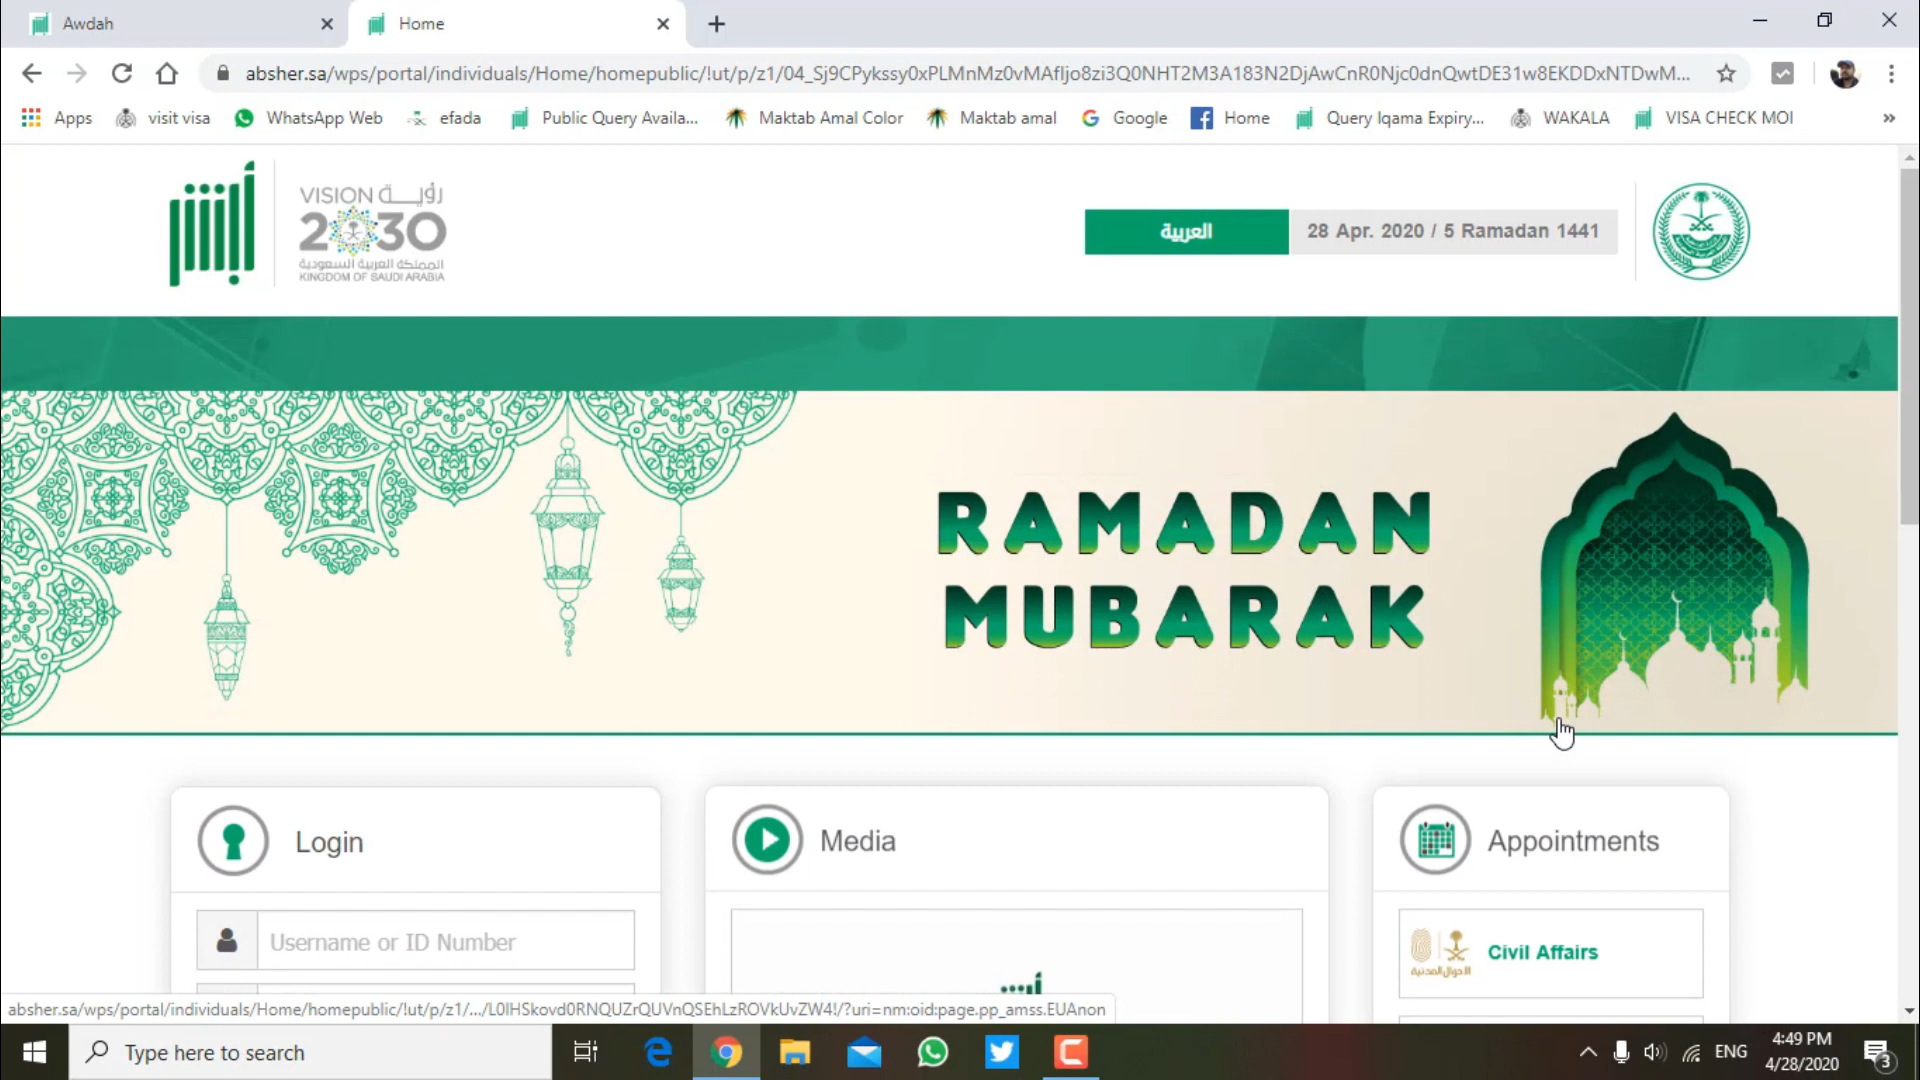 Awdah
Home
absher.sa/wps/portal/individuals/Home/homepublic/!ut/p/z1/04_Sj9CPykssy0xPLMnMz0vMAfIjo8zi3Q0NHT2M3A183N2DjAwCnR0Njc0dnQwtDE31w8EKDDxNTDwM...
Apps
visit visa
WhatsApp Web
efada
Public Query Availa...
Maktab Amal Color
Maktab amal
Google
Home
Query Iqama Expiry...
WAKALA
VISA CHECK MOI
»
أبشر
VISION رؤية
2030
المملكة العربية السعودية
KINGDOM OF SAUDI ARABIA
العربية
28 Apr. 2020 / 5 Ramadan 1441
RAMADAN
MUBARAK
Login
Media
Appointments
Username or ID Number
الأحوال المدنية
Civil Affairs
absher.sa/wps/portal/individuals/Home/homepublic/!ut/p/z1/.../L0lHSkovd0RNQUZrQUVnQSEhLzROVkUvZW4!/?uri=nm:oid:page.pp_amss.EUAnon
Type here to search
ENG
4:49 PM
4/28/2020
3